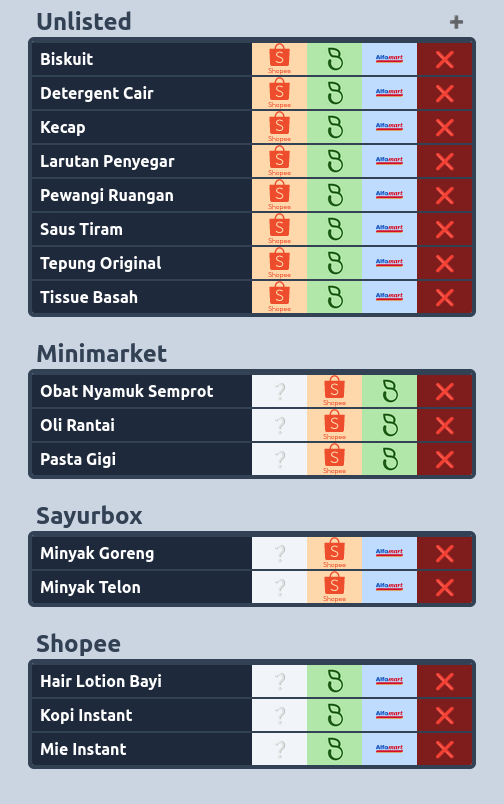 Unlisted
Biskuit Shopee Alfamart
Detergent Cair Shopee Alfamart
Kecap Shopee Alfamart
Larutan Penyegar Shopee Alfamart
Pewangi Ruangan Shopee Alfamart
Saus Tiram Shopee Alfamart
Tepung Original Shopee Alfamart
Tissue Basah Shopee Alfamart
Minimarket
Obat Nyamuk Semprot ❔ Shopee
Oli Rantai ❔ Shopee
Pasta Gigi ❔ Shopee
Sayurbox
Minyak Goreng ❔ Shopee Alfamart
Minyak Telon ❔ Shopee Alfamart
Shopee
Hair Lotion Bayi ❔ Alfamart
Kopi Instant ❔ Alfamart
Mie Instant ❔ Alfamart